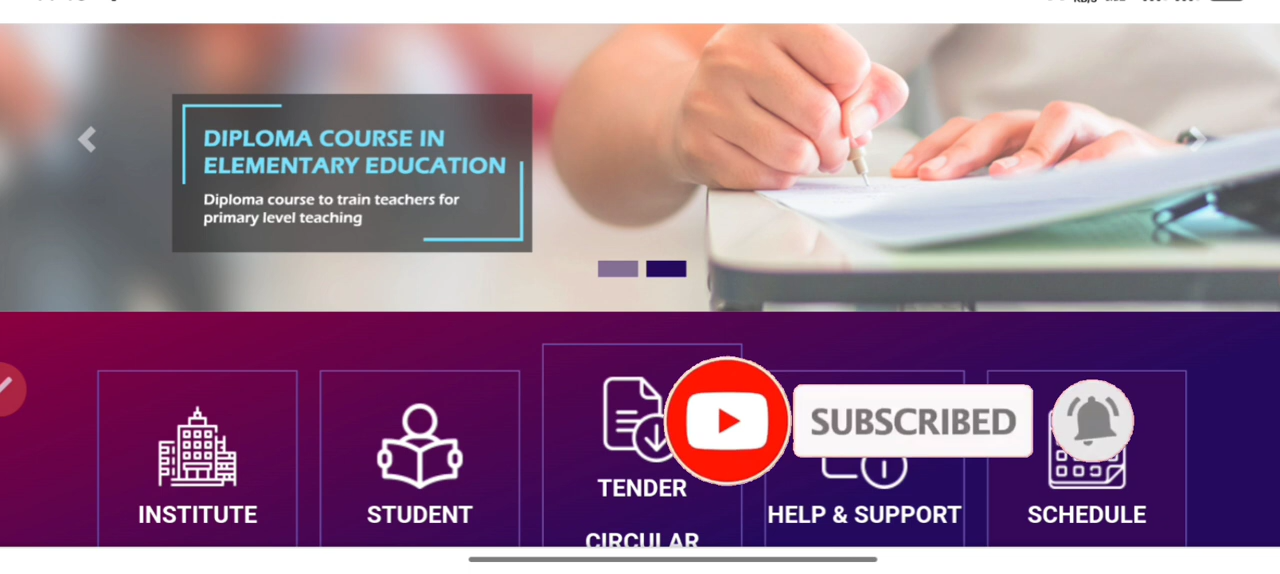 DIPLOMA COURSE IN
ELEMENTARY EDUCATION
Diploma course to train teachers for
primary level teaching
SUBSCRIBED
TENDER
INSTITUTE
STUDENT
HELP & SUPPORT
SCHEDULE
CIRCULAR